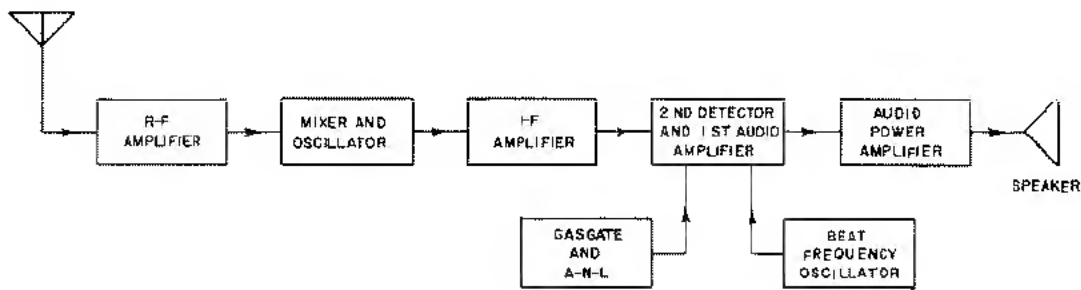 R-F
AMPLIFIER
MIXER AND
OSCILLATOR
I-F
AMPLIFIER
2 ND DETECTOR
AND 1 ST AUDIO
AMPLIFIER
AUDIO
POWER
AMPLIFIER
SPEAKER
GASGATE
AND
A-N-L
BEAT
FREQUENCY
OSCILLATOR